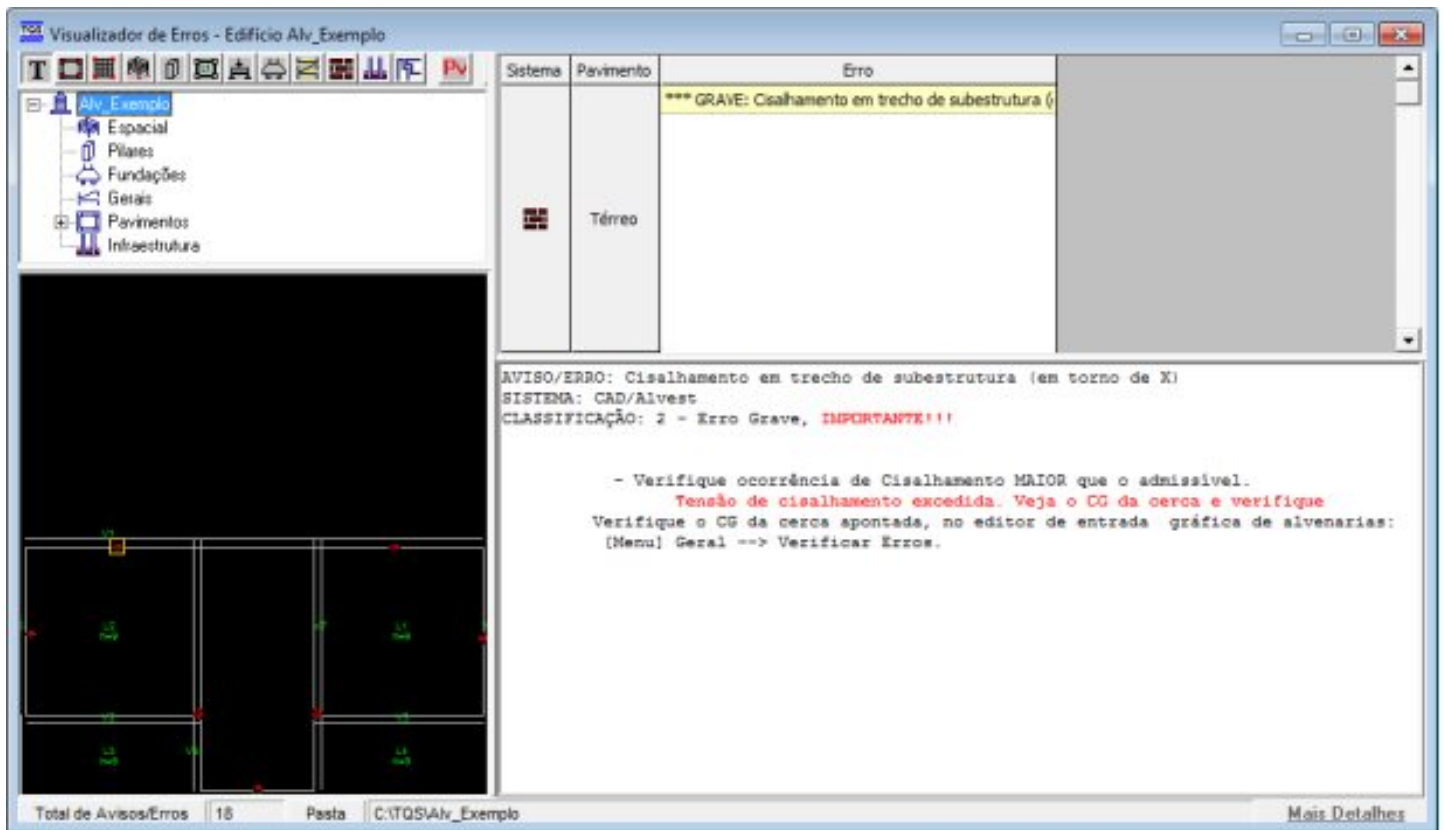 TQS Visualizador de Erros - Edifício Alv_Exemplo
T PV
Sistema Pavimento Erro
Alv_Exemplo
Espacial
Pilares
Fundações
Gerais
Pavimentos
Infraestrutura
*** GRAVE: Cisalhamento em trecho de subestrutura (
Térreo
AVISO/ERRO: Cisalhamento em trecho de subestrutura (em torno de X)
SISTEMA: CAD/Alvest
CLASSIFICAÇÃO: 2 - Erro Grave, IMPORTANTE!!!
- Verifique ocorrência de Cisalhamento MAIOR que o admissível.
Tensão de cisalhamento excedida. Veja o CG da cerca e verifique
Verifique o CG da cerca apontada, no editor de entrada gráfica de alvenarias:
[Menu] Geral --> Verificar Erros.
Total de Avisos/Erros 18 Pasta C:\TQS\Alv_Exemplo Mais Detalhes